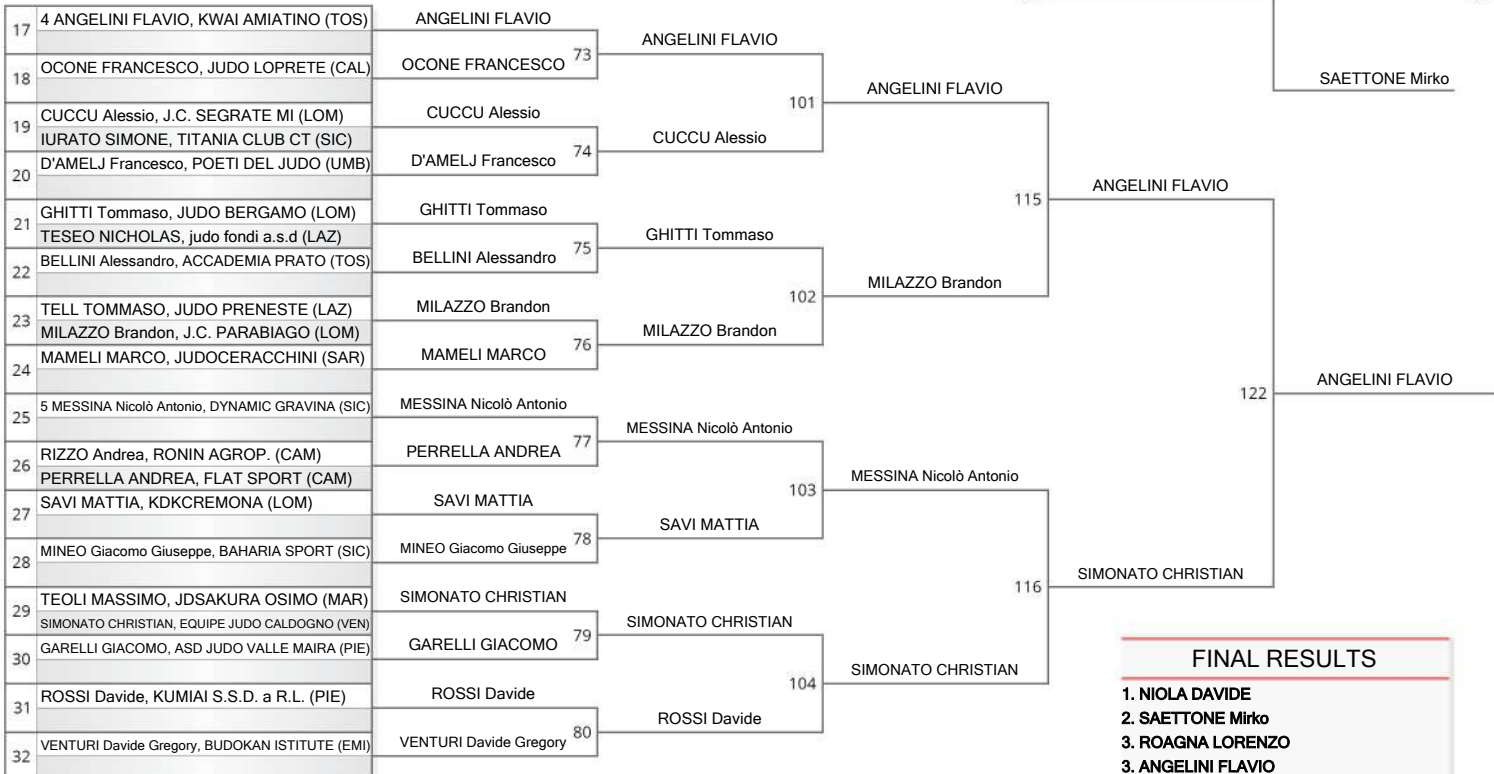 SAETTONE Mirko
17
4 ANGELINI FLAVIO, KWAI AMIATINO (TOS)
18
OCONE FRANCESCO, JUDO LOPRETE (CAL)
19
CUCCU Alessio, J.C. SEGRATE MI (LOM)
IURATO SIMONE, TITANIA CLUB CT (SIC)
20
D'AMELJ Francesco, POETI DEL JUDO (UMB)
21
GHITTI Tommaso, JUDO BERGAMO (LOM)
TESEO NICHOLAS, judo fondi a.s.d (LAZ)
22
BELLINI Alessandro, ACCADEMIA PRATO (TOS)
23
TELL TOMMASO, JUDO PRENESTE (LAZ)
MILAZZO Brandon, J.C. PARABIAGO (LOM)
24
MAMELI MARCO, JUDOCERACCHINI (SAR)
25
5 MESSINA Nicolò Antonio, DYNAMIC GRAVINA (SIC)
26
RIZZO Andrea, RONIN AGROP. (CAM)
PERRELLA ANDREA, FLAT SPORT (CAM)
27
SAVI MATTIA, KDKCREMONA (LOM)
28
MINEO Giacomo Giuseppe, BAHARIA SPORT (SIC)
29
TEOLI MASSIMO, JDSAKURA OSIMO (MAR)
SIMONATO CHRISTIAN, EQUIPE JUDO CALDOGNO (VEN)
30
GARELLI GIACOMO, ASD JUDO VALLE MAIRA (PIE)
31
ROSSI Davide, KUMIAI S.S.D. a R.L. (PIE)
32
VENTURI Davide Gregory, BUDOKAN ISTITUTE (EMI)
ANGELINI FLAVIO
73
OCONE FRANCESCO
CUCCU Alessio
74
D'AMELJ Francesco
GHITTI Tommaso
75
BELLINI Alessandro
MILAZZO Brandon
76
MAMELI MARCO
MESSINA Nicolò Antonio
77
PERRELLA ANDREA
SAVI MATTIA
78
MINEO Giacomo Giuseppe
SIMONATO CHRISTIAN
79
GARELLI GIACOMO
ROSSI Davide
80
VENTURI Davide Gregory
ANGELINI FLAVIO
101
CUCCU Alessio
GHITTI Tommaso
102
MILAZZO Brandon
MESSINA Nicolò Antonio
103
SAVI MATTIA
SIMONATO CHRISTIAN
104
ROSSI Davide
ANGELINI FLAVIO
115
MILAZZO Brandon
MESSINA Nicolò Antonio
116
SIMONATO CHRISTIAN
ANGELINI FLAVIO
122
SIMONATO CHRISTIAN
ANGELINI FLAVIO
FINAL RESULTS
1. NIOLA DAVIDE
2. SAETTONE Mirko
3. ROAGNA LORENZO
3. ANGELINI FLAVIO